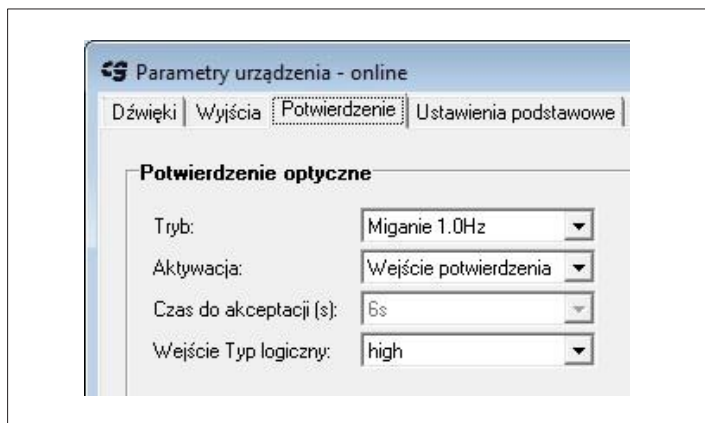 Parametry urządzenia - online
Dźwięki Wyjścia Potwierdzenie Ustawienia podstawowe
Potwierdzenie optyczne
Tryb: Miganie 1.0Hz
Aktywacja: Wejście potwierdzenia
Czas do akceptacji (s): 6s
Wejście Typ logiczny: high